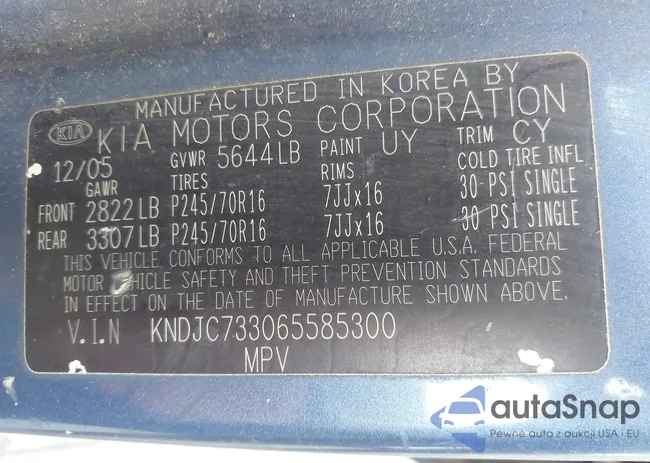 MANUFACTURED IN KOREA BY
KIA KIA MOTORS CORPORATION
12/05 GVWR 5644LB PAINT UY TRIM CY
GAWR TIRES RIMS COLD TIRE INFL
FRONT 2822LB P245/70R16 7JJx16 30 PSI SINGLE
REAR 3307LB P245/70R16 7JJx16 30 PSI SINGLE
THIS VEHICLE CONFORMS TO ALL APPLICABLE U.S.A. FEDERAL
MOTOR VEHICLE SAFETY AND THEFT PREVENTION STANDARDS
IN EFFECT ON THE DATE OF MANUFACTURE SHOWN ABOVE.
V.I.N KNDJC733065585300
MPV
autaSnap
Pewne auta z aukcji USA i EU